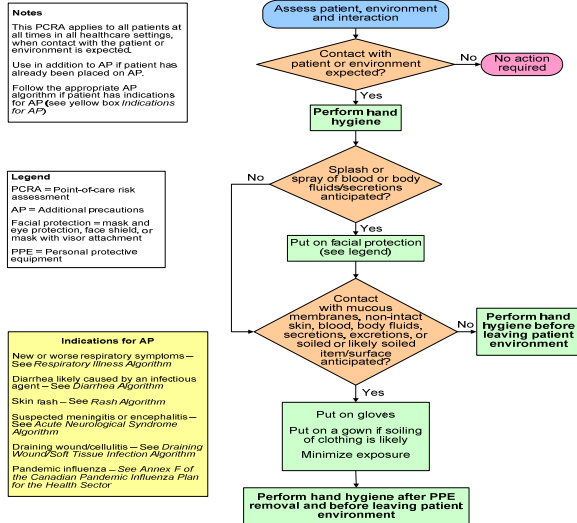 Notes
This PCRA applies to all patients at
all times in all healthcare settings,
when contact with the patient or
environment is expected.
Use in addition to AP if patient has
already been placed on AP.
Follow the appropriate AP
algorithm if patient has indications
for AP (see yellow box Indications
for AP)
Legend
PCRA = Point-of-care risk
assessment
AP = Additional precautions
Facial protection = mask and
eye protection, face shield, or
mask with visor attachment
PPE = Personal protective
equipment
Indications for AP
New or worse respiratory symptoms—
See Respiratory Illness Algorithm
Diarrhea likely caused by an infectious
agent – See Diarrhea Algorithm
Skin rash – See Rash Algorithm
Suspected meningitis or encephalitis –
See Acute Neurological Syndrome
Algorithm
Draining wound/cellulitis – See Draining
Wound/Soft Tissue Infection Algorithm
Pandemic influenza – See Annex F of
the Canadian Pandemic Influenza Plan
for the Health Sector
Assess patient, environment
and interaction
Contact with
patient or environment
expected?
No
No action
required
Yes
Perform hand
hygiene
Splash or
spray of blood or body
fluids/secretions
anticipated?
No
Yes
Put on facial protection
(see legend)
Contact
with mucous
membranes, non-intact
skin, blood, body fluids,
secretions, excretions, or
soiled or likely soiled
item/surface
anticipated?
No
Perform hand
hygiene before
leaving patient
environment
Yes
Put on gloves
Put on a gown if soiling
of clothing is likely
Minimize exposure
Perform hand hygiene after PPE
removal and before leaving patient
environment